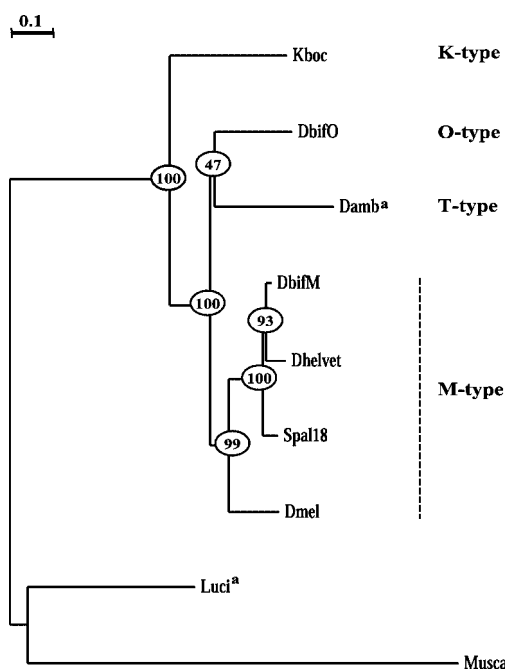 0.1
Kboc K-type
DbifO O-type
47
100
Damb a T-type
DbifM
100
93
Dhelvet
100 M-type
Spal18
99
Dmel
Luci a
Musca